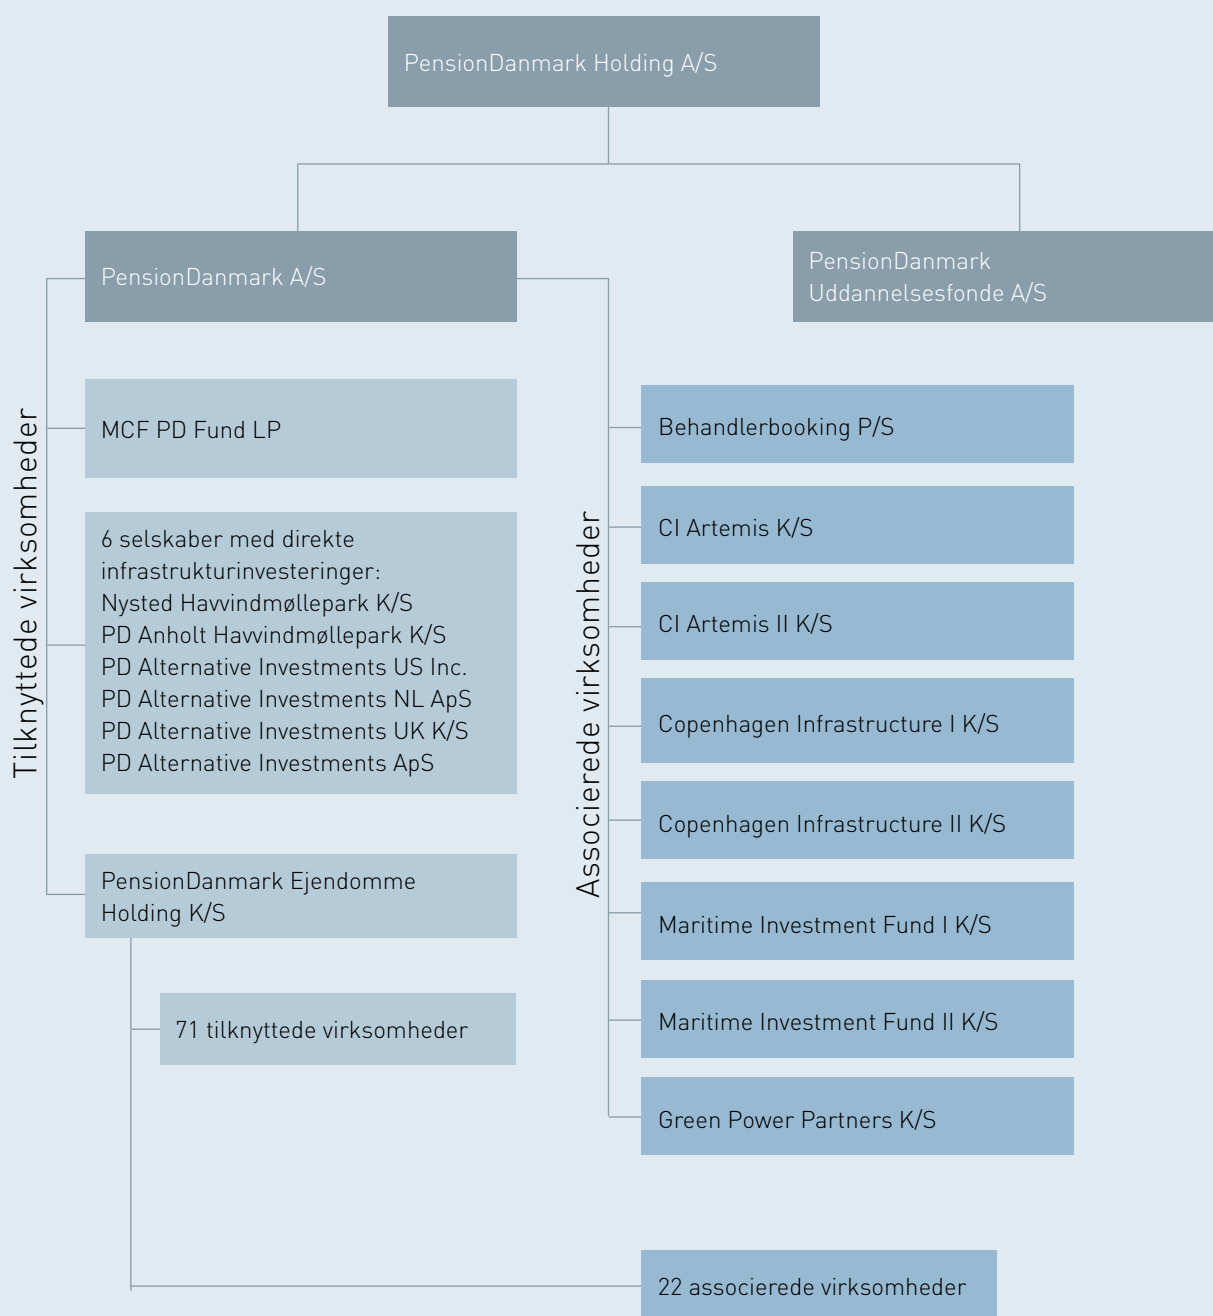 PensionDanmark Holding A/S
PensionDanmark A/S
PensionDanmark
Uddannelsesfonde A/S
Tilknyttede virksomheder
MCF PD Fund LP
6 selskaber med direkte
infrastrukturinvesteringer:
Nysted Havvindmøllepark K/S
PD Anholt Havvindmøllepark K/S
PD Alternative Investments US Inc.
PD Alternative Investments NL ApS
PD Alternative Investments UK K/S
PD Alternative Investments ApS
PensionDanmark Ejendomme
Holding K/S
71 tilknyttede virksomheder
Associerede virksomheder
Behandlerbooking P/S
CI Artemis K/S
CI Artemis II K/S
Copenhagen Infrastructure I K/S
Copenhagen Infrastructure II K/S
Maritime Investment Fund I K/S
Maritime Investment Fund II K/S
Green Power Partners K/S
22 associerede virksomheder